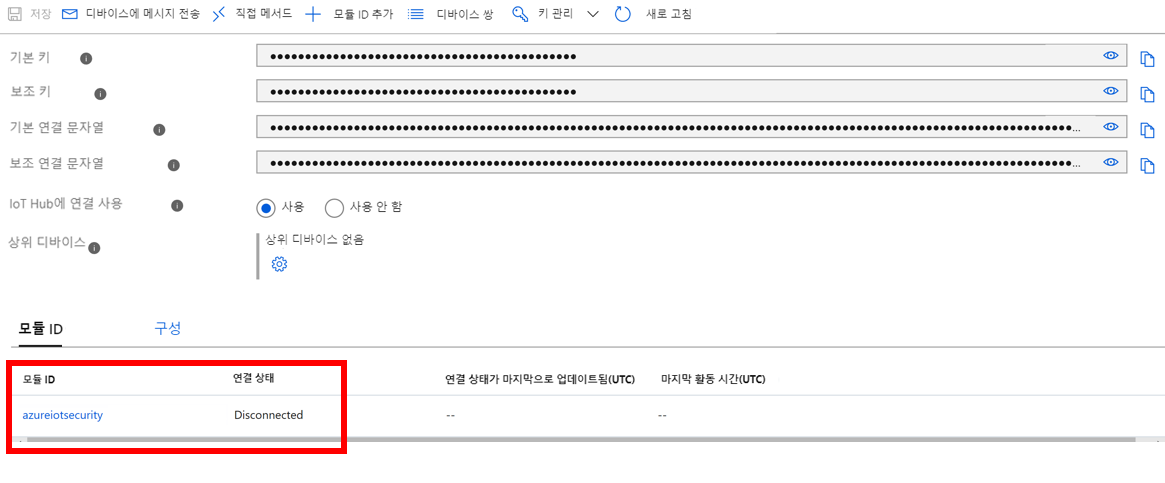 저장 디바이스에 메시지 전송 직접 메서드 모듈 ID 추가 디바이스 쌍 키 관리 새로 고침
기본 키
보조 키
기본 연결 문자열 ...
보조 연결 문자열 ...
IoT Hub에 연결 사용 사용 사용 안 함
상위 디바이스 상위 디바이스 없음
모듈 ID 구성
모듈 ID 연결 상태 연결 상태가 마지막으로 업데이트됨(UTC) 마지막 활동 시간(UTC)
azureiotsecurity Disconnected -- --